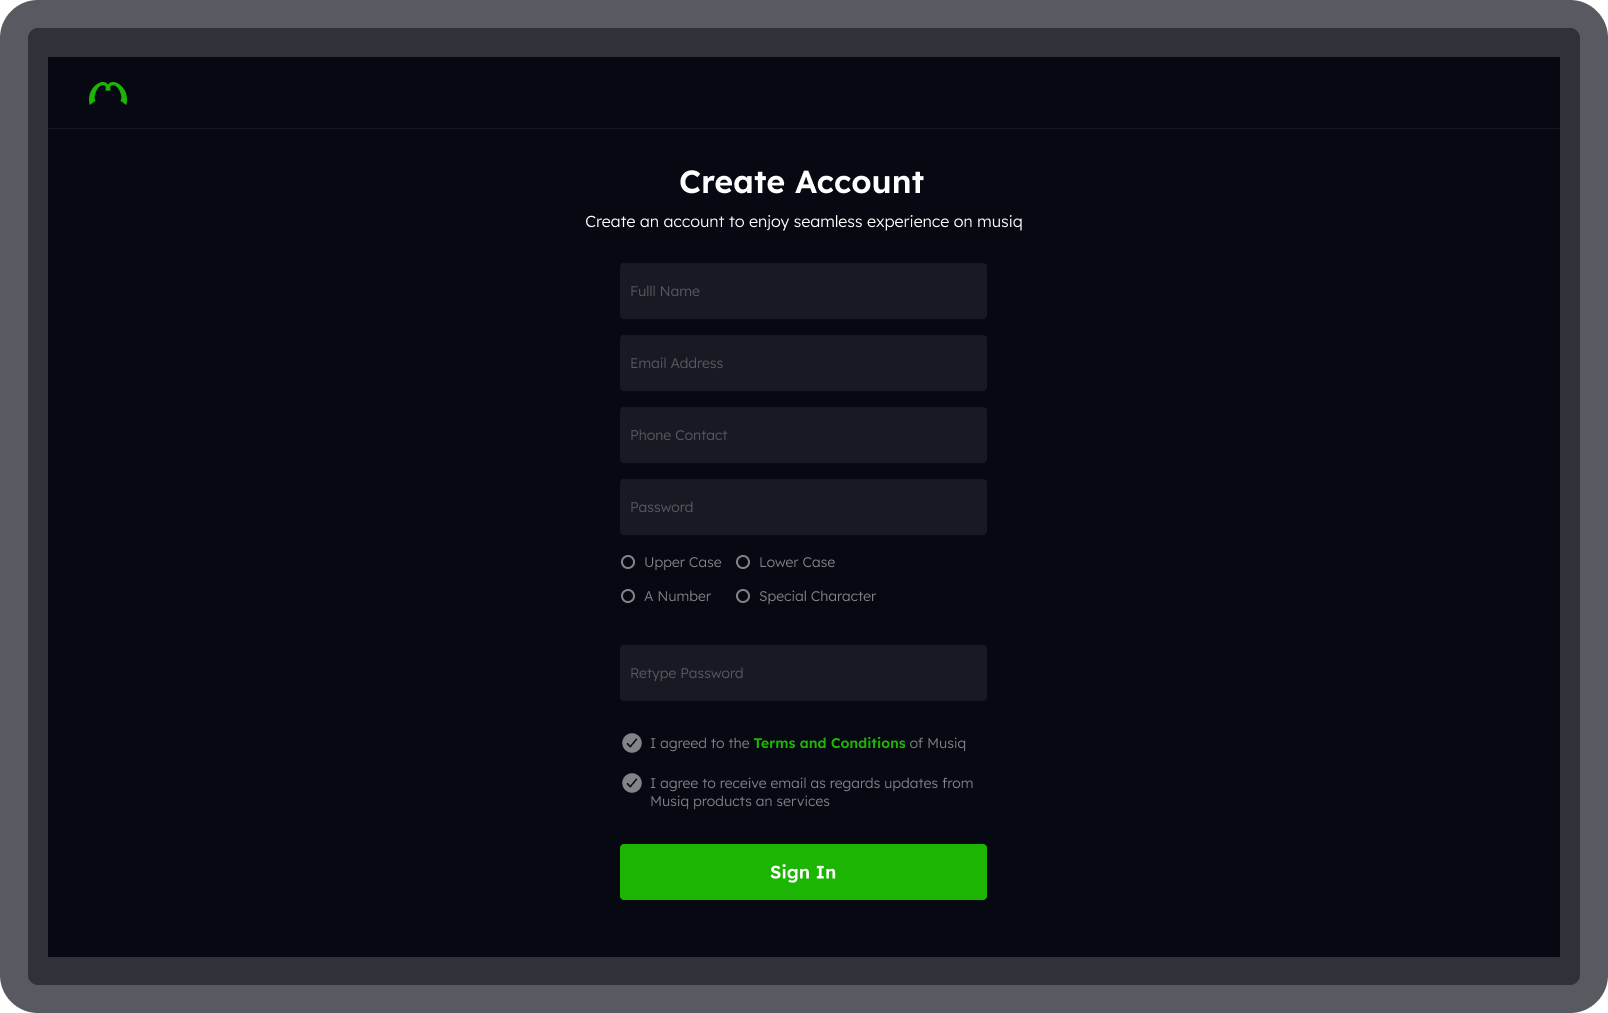 Create Account
Create an account to enjoy seamless experience on musiq
Fulll Name
Email Address
Phone Contact
Password
Upper Case Lower Case
A Number Special Character
Retype Password
I agreed to the Terms and Conditions of Musiq
I agree to receive email as regards updates from
Musiq products an services
Sign In